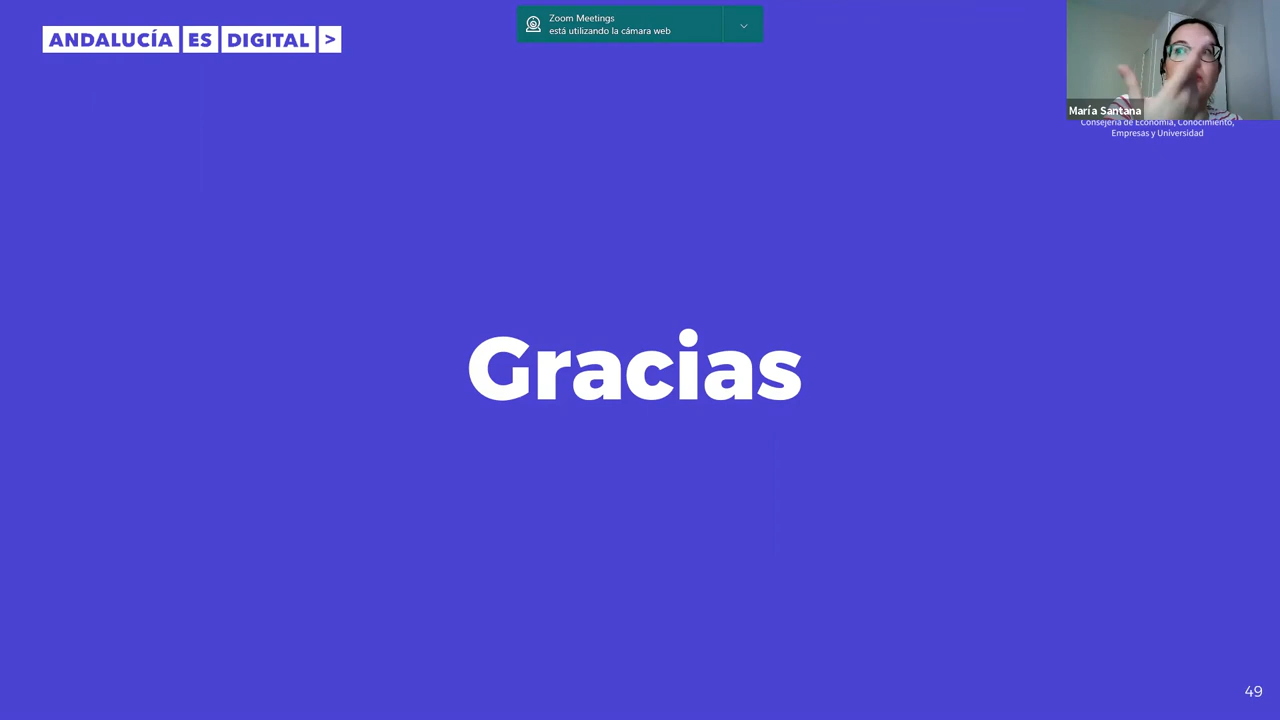 ANDALUCÍA ES DIGITAL >
Zoom Meetings
está utilizando la cámara web
María Santana
Consejería de Economía, Conocimiento,
Empresas y Universidad
Gracias
49